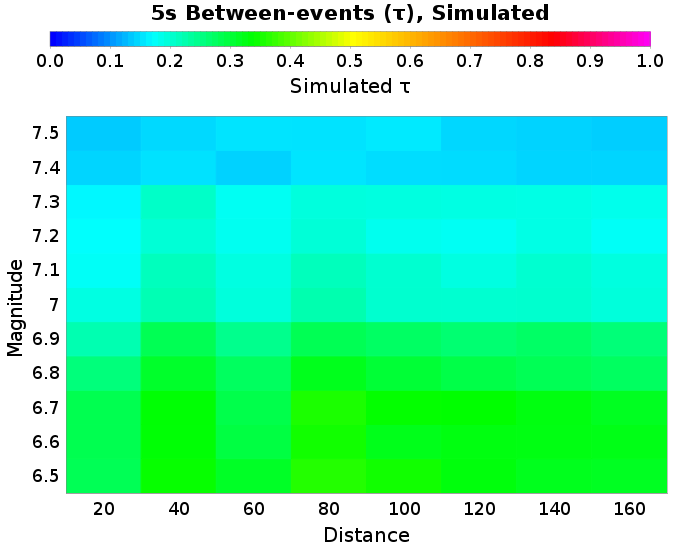 5s Between-events (τ), Simulated
0.0 0.1 0.2 0.3 0.4 0.5 0.6 0.7 0.8 0.9 1.0
Simulated τ
Magnitude
7.5
7.4
7.3
7.2
7.1
7
6.9
6.8
6.7
6.6
6.5
20 40 60 80 100 120 140 160
Distance